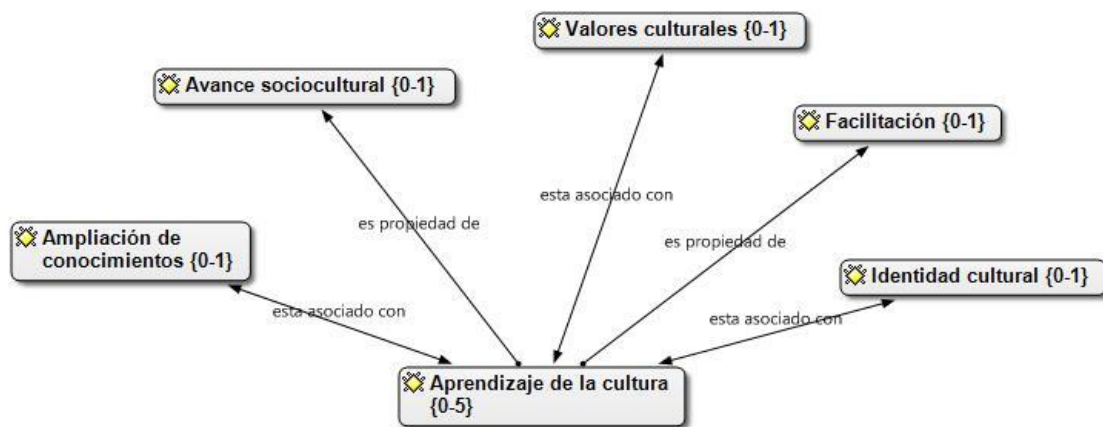 Valores culturales {0-1}
Avance sociocultural {0-1}
Facilitación {0-1}
esta asociado con
es propiedad de
es propiedad de
Ampliación de
conocimientos {0-1}
Identidad cultural {0-1}
esta asociado con
esta asociado con
Aprendizaje de la cultura
{0-5}